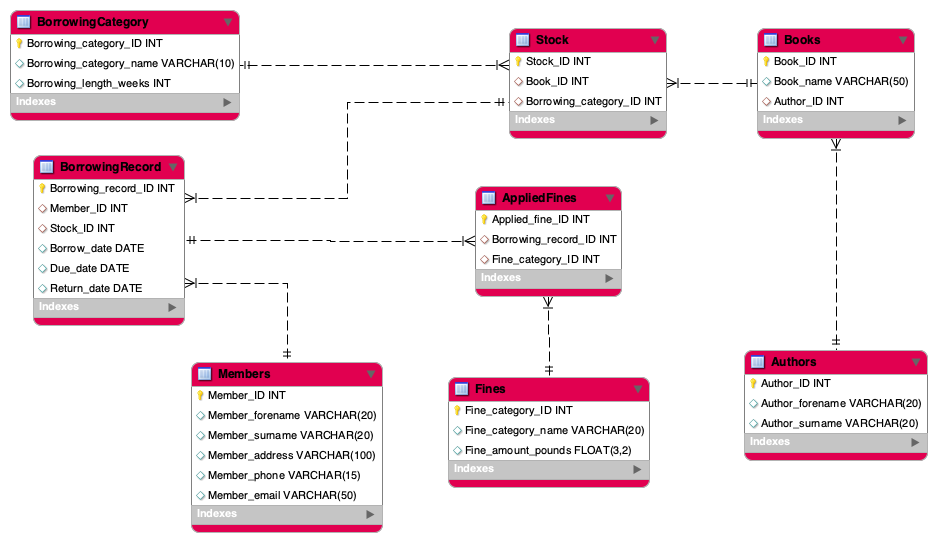 BorrowingCategory
Borrowing_category_ID INT
Borrowing_category_name VARCHAR(10)
Borrowing_length_weeks INT
Indexes
Stock
Stock_ID INT
Book_ID INT
Borrowing_category_ID INT
Indexes
Books
Book_ID INT
Book_name VARCHAR(50)
Author_ID INT
Indexes
BorrowingRecord
Borrowing_record_ID INT
Member_ID INT
Stock_ID INT
Borrow_date DATE
Due_date DATE
Return_date DATE
Indexes
AppliedFines
Applied_fine_ID INT
Borrowing_record_ID INT
Fine_category_ID INT
Indexes
Members
Member_ID INT
Member_forename VARCHAR(20)
Member_surname VARCHAR(20)
Member_address VARCHAR(100)
Member_phone VARCHAR(15)
Member_email VARCHAR(50)
Indexes
Fines
Fine_category_ID INT
Fine_category_name VARCHAR(20)
Fine_amount_pounds FLOAT(3,2)
Indexes
Authors
Author_ID INT
Author_forename VARCHAR(20)
Author_surname VARCHAR(20)
Indexes